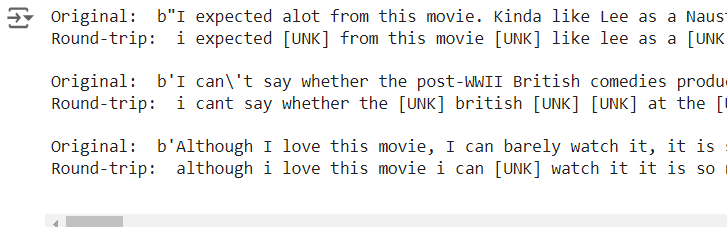 Original:  b"I expected alot from this movie. Kinda like Lee as a
Round-trip:  i expected [UNK] from this movie [UNK] like lee as a [UNK
Original:  b'I can\'t say whether the post-WWII British comedies
Round-trip:  i cant say whether the [UNK] british [UNK] [UNK] at the
Original:  b'Although I love this movie, I can barely watch it, it is
Round-trip:  although i love this movie i can [UNK] watch it it is so